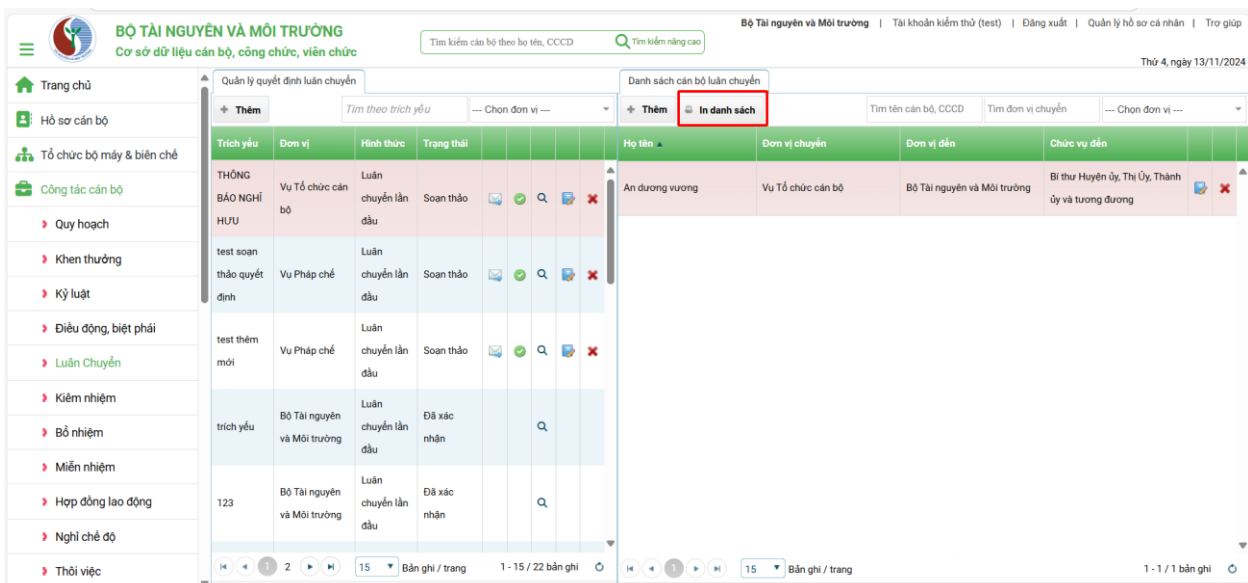 BỘ TÀI NGUYÊN VÀ MÔI TRƯỜNG
Cơ sở dữ liệu cán bộ, công chức, viên chức
Tìm kiếm cán bộ theo họ tên, CCCD
Tìm kiếm nâng cao
Bộ Tài nguyên và Môi trường | Tài khoản kiểm thử (test) | Đăng xuất | Quản lý hồ sơ cá nhân | Trợ giúp
Thứ 4, ngày 13/11/2024
Trang chủ
Hồ sơ cán bộ
Tổ chức bộ máy & biên chế
Công tác cán bộ
Quy hoạch
Khen thưởng
Kỷ luật
Điều động, biệt phái
Luân Chuyển
Kiêm nhiệm
Bổ nhiệm
Miễn nhiệm
Hợp đồng lao động
Nghỉ chế độ
Thôi việc
Quản lý quyết định luân chuyển
+ Thêm
Tìm theo trích yếu
--- Chọn đơn vị ---
Trích yếu Đơn vị Hình thức Trạng thái
THÔNG
BÁO NGHỈ
HƯU
Vụ Tổ chức cán
bộ
Luân
chuyển lần
đầu
Soạn thảo
test soạn
thảo quyết
định
Vụ Pháp chế
Luân
chuyển lần
đầu
Soạn thảo
test thêm
mới
Vụ Pháp chế
Luân
chuyển lần
đầu
Soạn thảo
trích yếu
Bộ Tài nguyên
và Môi trường
Luân
chuyển lần
đầu
Đã xác
nhận
123
Bộ Tài nguyên
và Môi trường
Luân
chuyển lần
đầu
Đã xác
nhận
1 2 15 Bản ghi / trang 1 - 15 / 22 bản ghi
Danh sách cán bộ luân chuyển
+ Thêm
In danh sách
Tìm tên cán bộ, CCCD
Tìm đơn vị chuyển
--- Chọn đơn vị ---
Họ tên Đơn vị chuyển Đơn vị đến Chức vụ đến
An dương vương
Vụ Tổ chức cán bộ
Bộ Tài nguyên và Môi trường
Bí thư Huyện ủy, Thị Ủy, Thành
ủy và tương đương
1 15 Bản ghi / trang 1 - 1 / 1 bản ghi